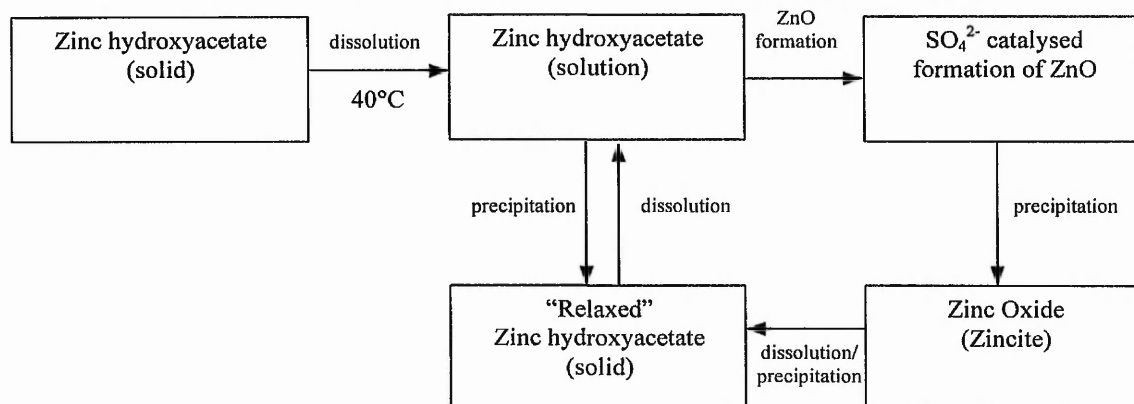 Zinc hydroxyacetate
(solid)
dissolution
40°C
Zinc hydroxyacetate
(solution)
ZnO
formation
SO₄²⁻ catalysed
formation of ZnO
precipitation
dissolution
precipitation
“Relaxed”
Zinc hydroxyacetate
(solid)
dissolution/
precipitation
Zinc Oxide
(Zincite)